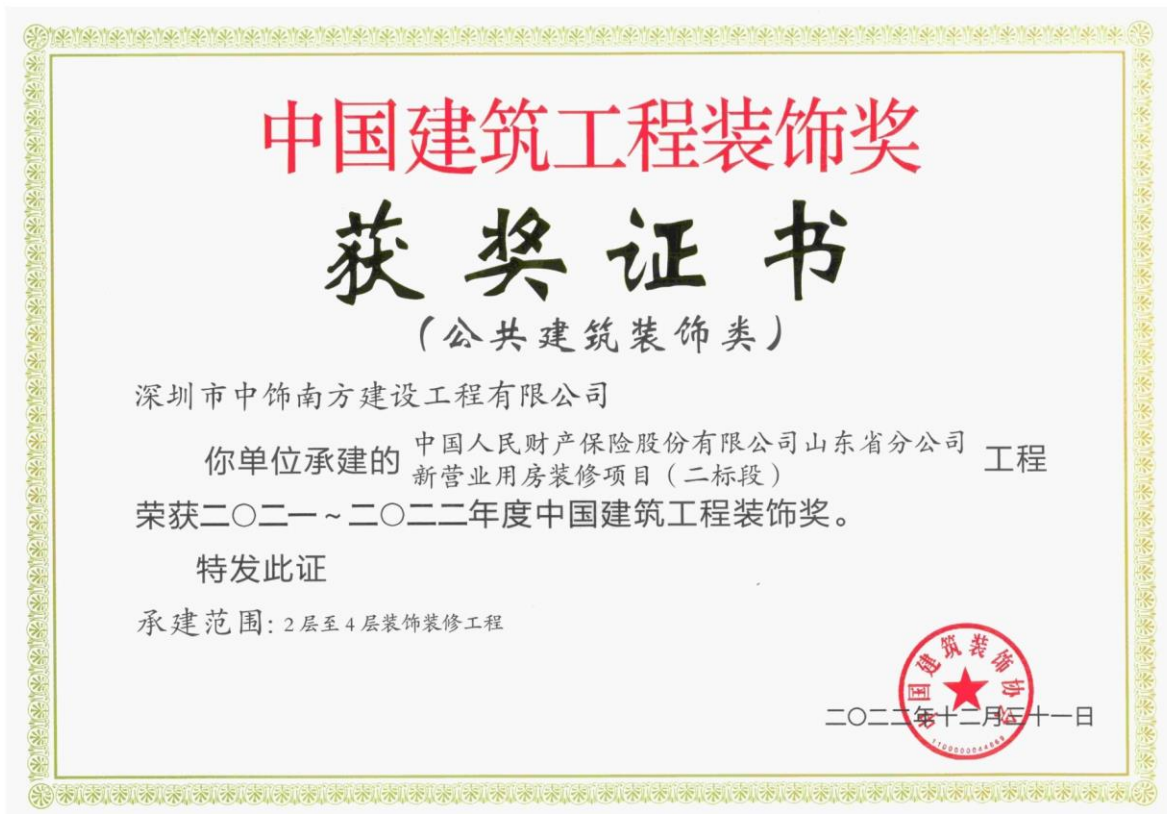 中国建筑工程装饰奖
获奖证书
（公共建筑装饰类）
深圳市中饰南方建设工程有限公司
你单位承建的 中国人民财产保险股份有限公司山东省分公司
新营业用房装修项目（二标段） 工程
荣获二〇二一～二〇二二年度中国建筑工程装饰奖。
特发此证
承建范围: 2层至4层装饰装修工程
中国建筑装饰协会
二〇二二年十二月三十一日